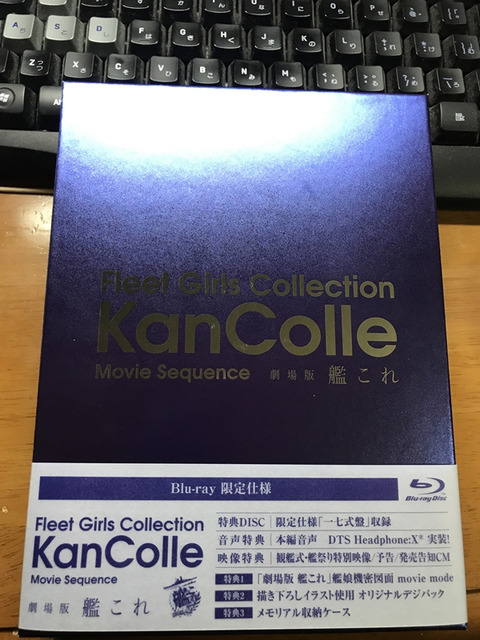 Fleet Girls Collection
KanColle
Movie Sequence 劇場版 艦これ
Blu-ray 限定仕様
Blu-ray Disc
Fleet Girls Collection
KanColle
Movie Sequence
劇場版 艦これ
特典DISC 限定仕様「一七式盤」収録
音声特典 本編音声 DTS Headphone:X® 実装!
映像特典 観艦式・艦祭り特別映像/予告/発売告知CM
特典1 「劇場版 艦これ」艦娘機密図面 movie mode
特典2 描き下ろしイラスト使用 オリジナルデジパック
特典3 メモリアル収納ケース